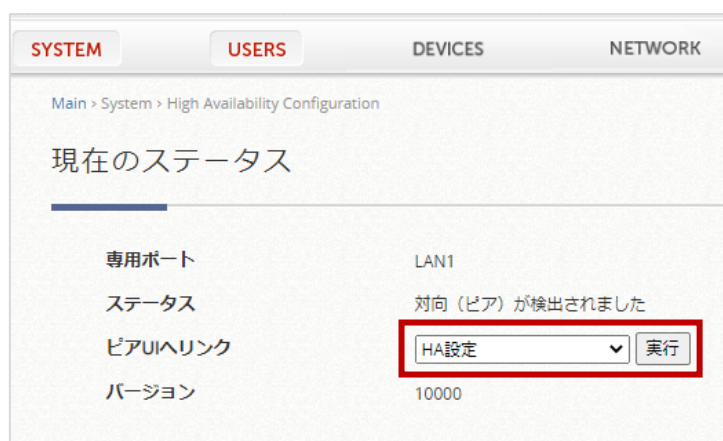 SYSTEM USERS DEVICES NETWORK
Main › System › High Availability Configuration
現在のステータス
専用ポート LAN1
ステータス 対向（ピア）が検出されました
ピアUIへリンク HA設定 実行
バージョン 10000